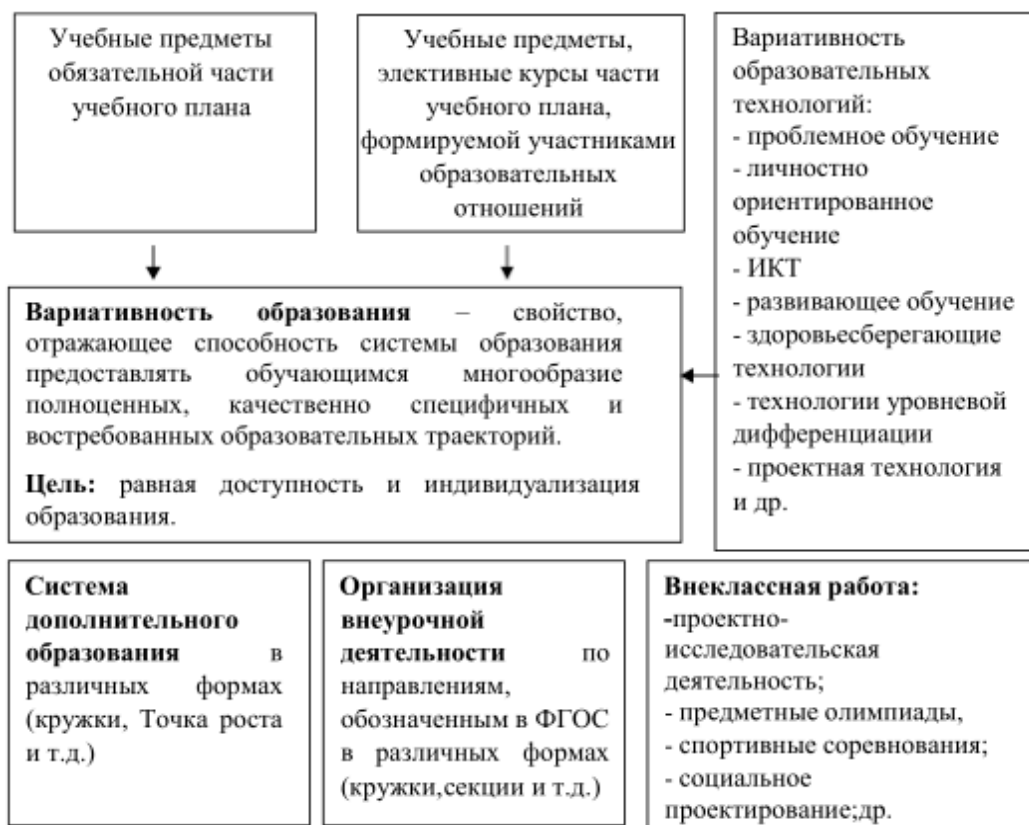 Учебные предметы
обязательной части
учебного плана
Учебные предметы,
элективные курсы части
учебного плана,
формируемой участниками
образовательных
отношений
Вариативность
образовательных
технологий:
- проблемное обучение
- личностно
ориентированное
обучение
- ИКТ
- развивающее обучение
- здоровьесберегающие
технологии
- технологии уровневой
дифференциации
- проектная технология
и др.
Вариативность образования – свойство,
отражающее способность системы образования
предоставлять обучающимся многообразие
полноценных, качественно специфичных и
востребованных образовательных траекторий.
Цель: равная доступность и индивидуализация
образования.
Система
дополнительного
образования в
различных формах
(кружки, Точка роста
и т.д.)
Организация
внеурочной
деятельности по
направлениям,
обозначенным в ФГОС
в различных формах
(кружки,секции и т.д.)
Внеклассная работа:
-проектно-
исследовательская
деятельность;
- предметные олимпиады,
- спортивные соревнования;
- социальное
проектирование;др.